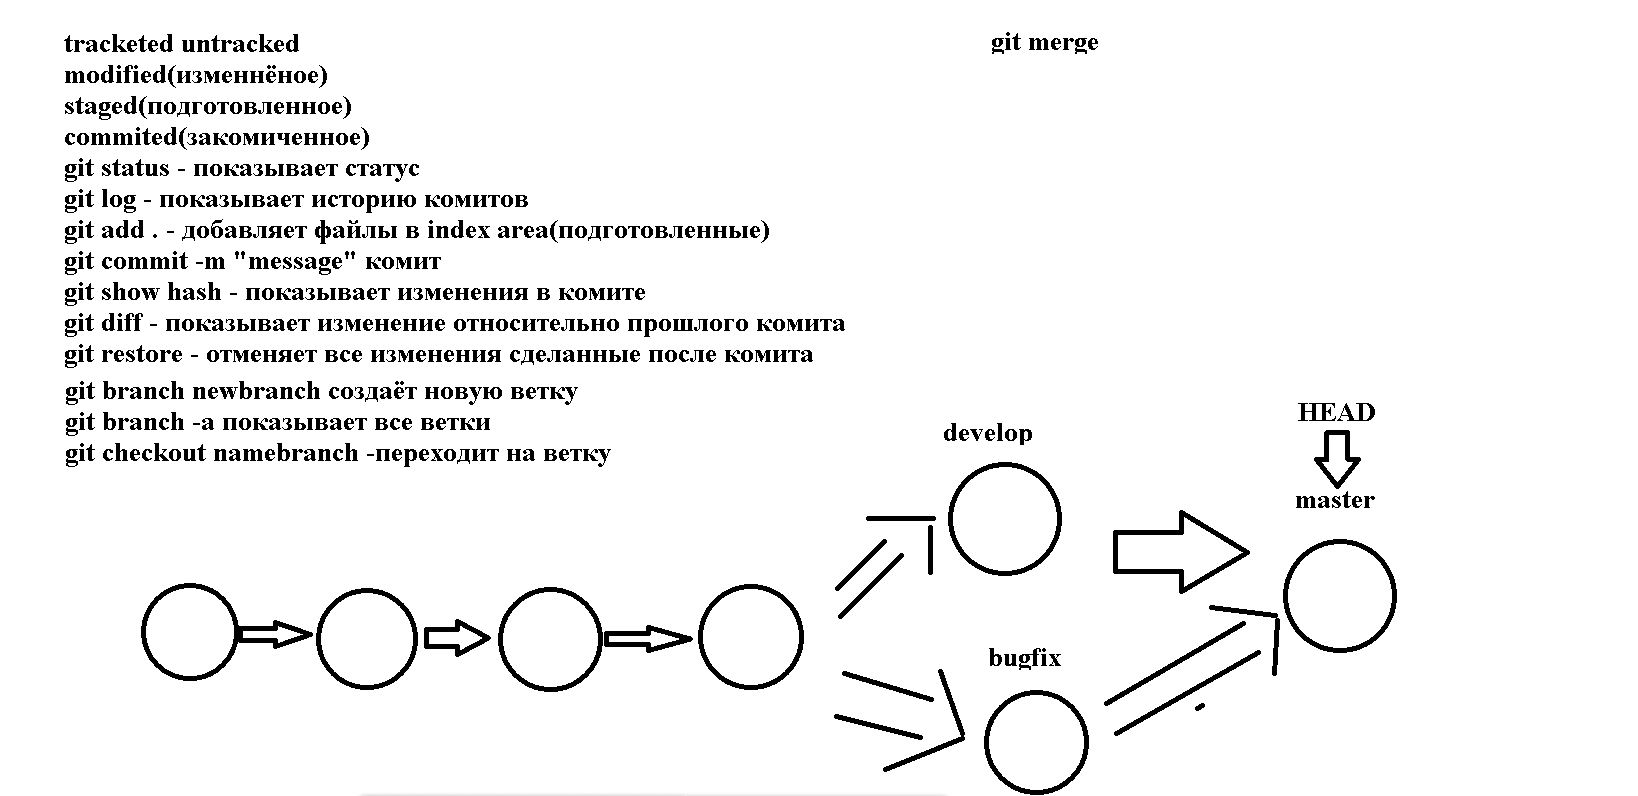 tracketed untracked
modified(изменнёное)
staged(подготовленное)
commited(закомиченное)
git status - показывает статус
git log - показывает историю комитов
git add . - добавляет файлы в index area(подготовленные)
git commit -m "message" комит
git show hash - показывает изменения в комите
git diff - показывает изменение относительно прошлого комита
git restore - отменяет все изменения сделанные после комита
git branch newbranch создаёт новую ветку
git branch -a показывает все ветки
git checkout namebranch -переходит на ветку
git merge
develop
HEAD
master
bugfix